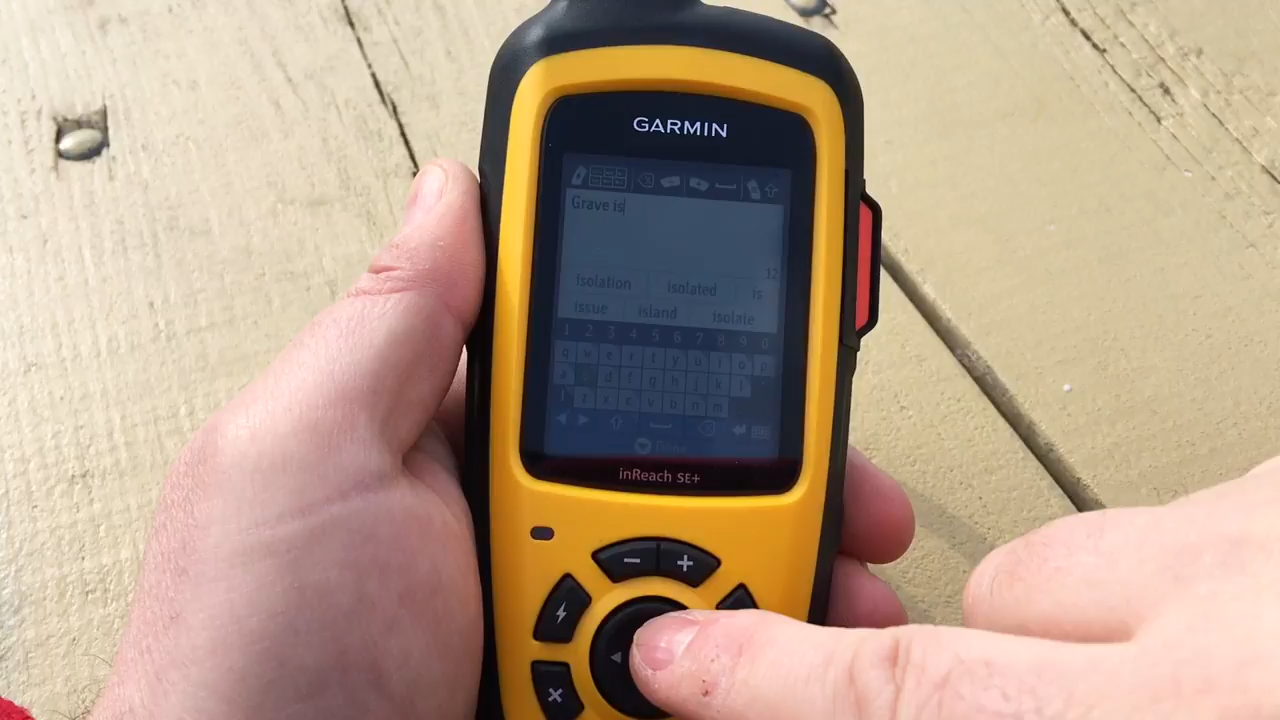 GARMIN
Grave is
12
isolation isolated is
issue island isolate
1 2 3 4 5 6 7 8 9 0
q w e r t y u i o p
a d f g h j k l
z x c v b n m
Done
inReach SE+